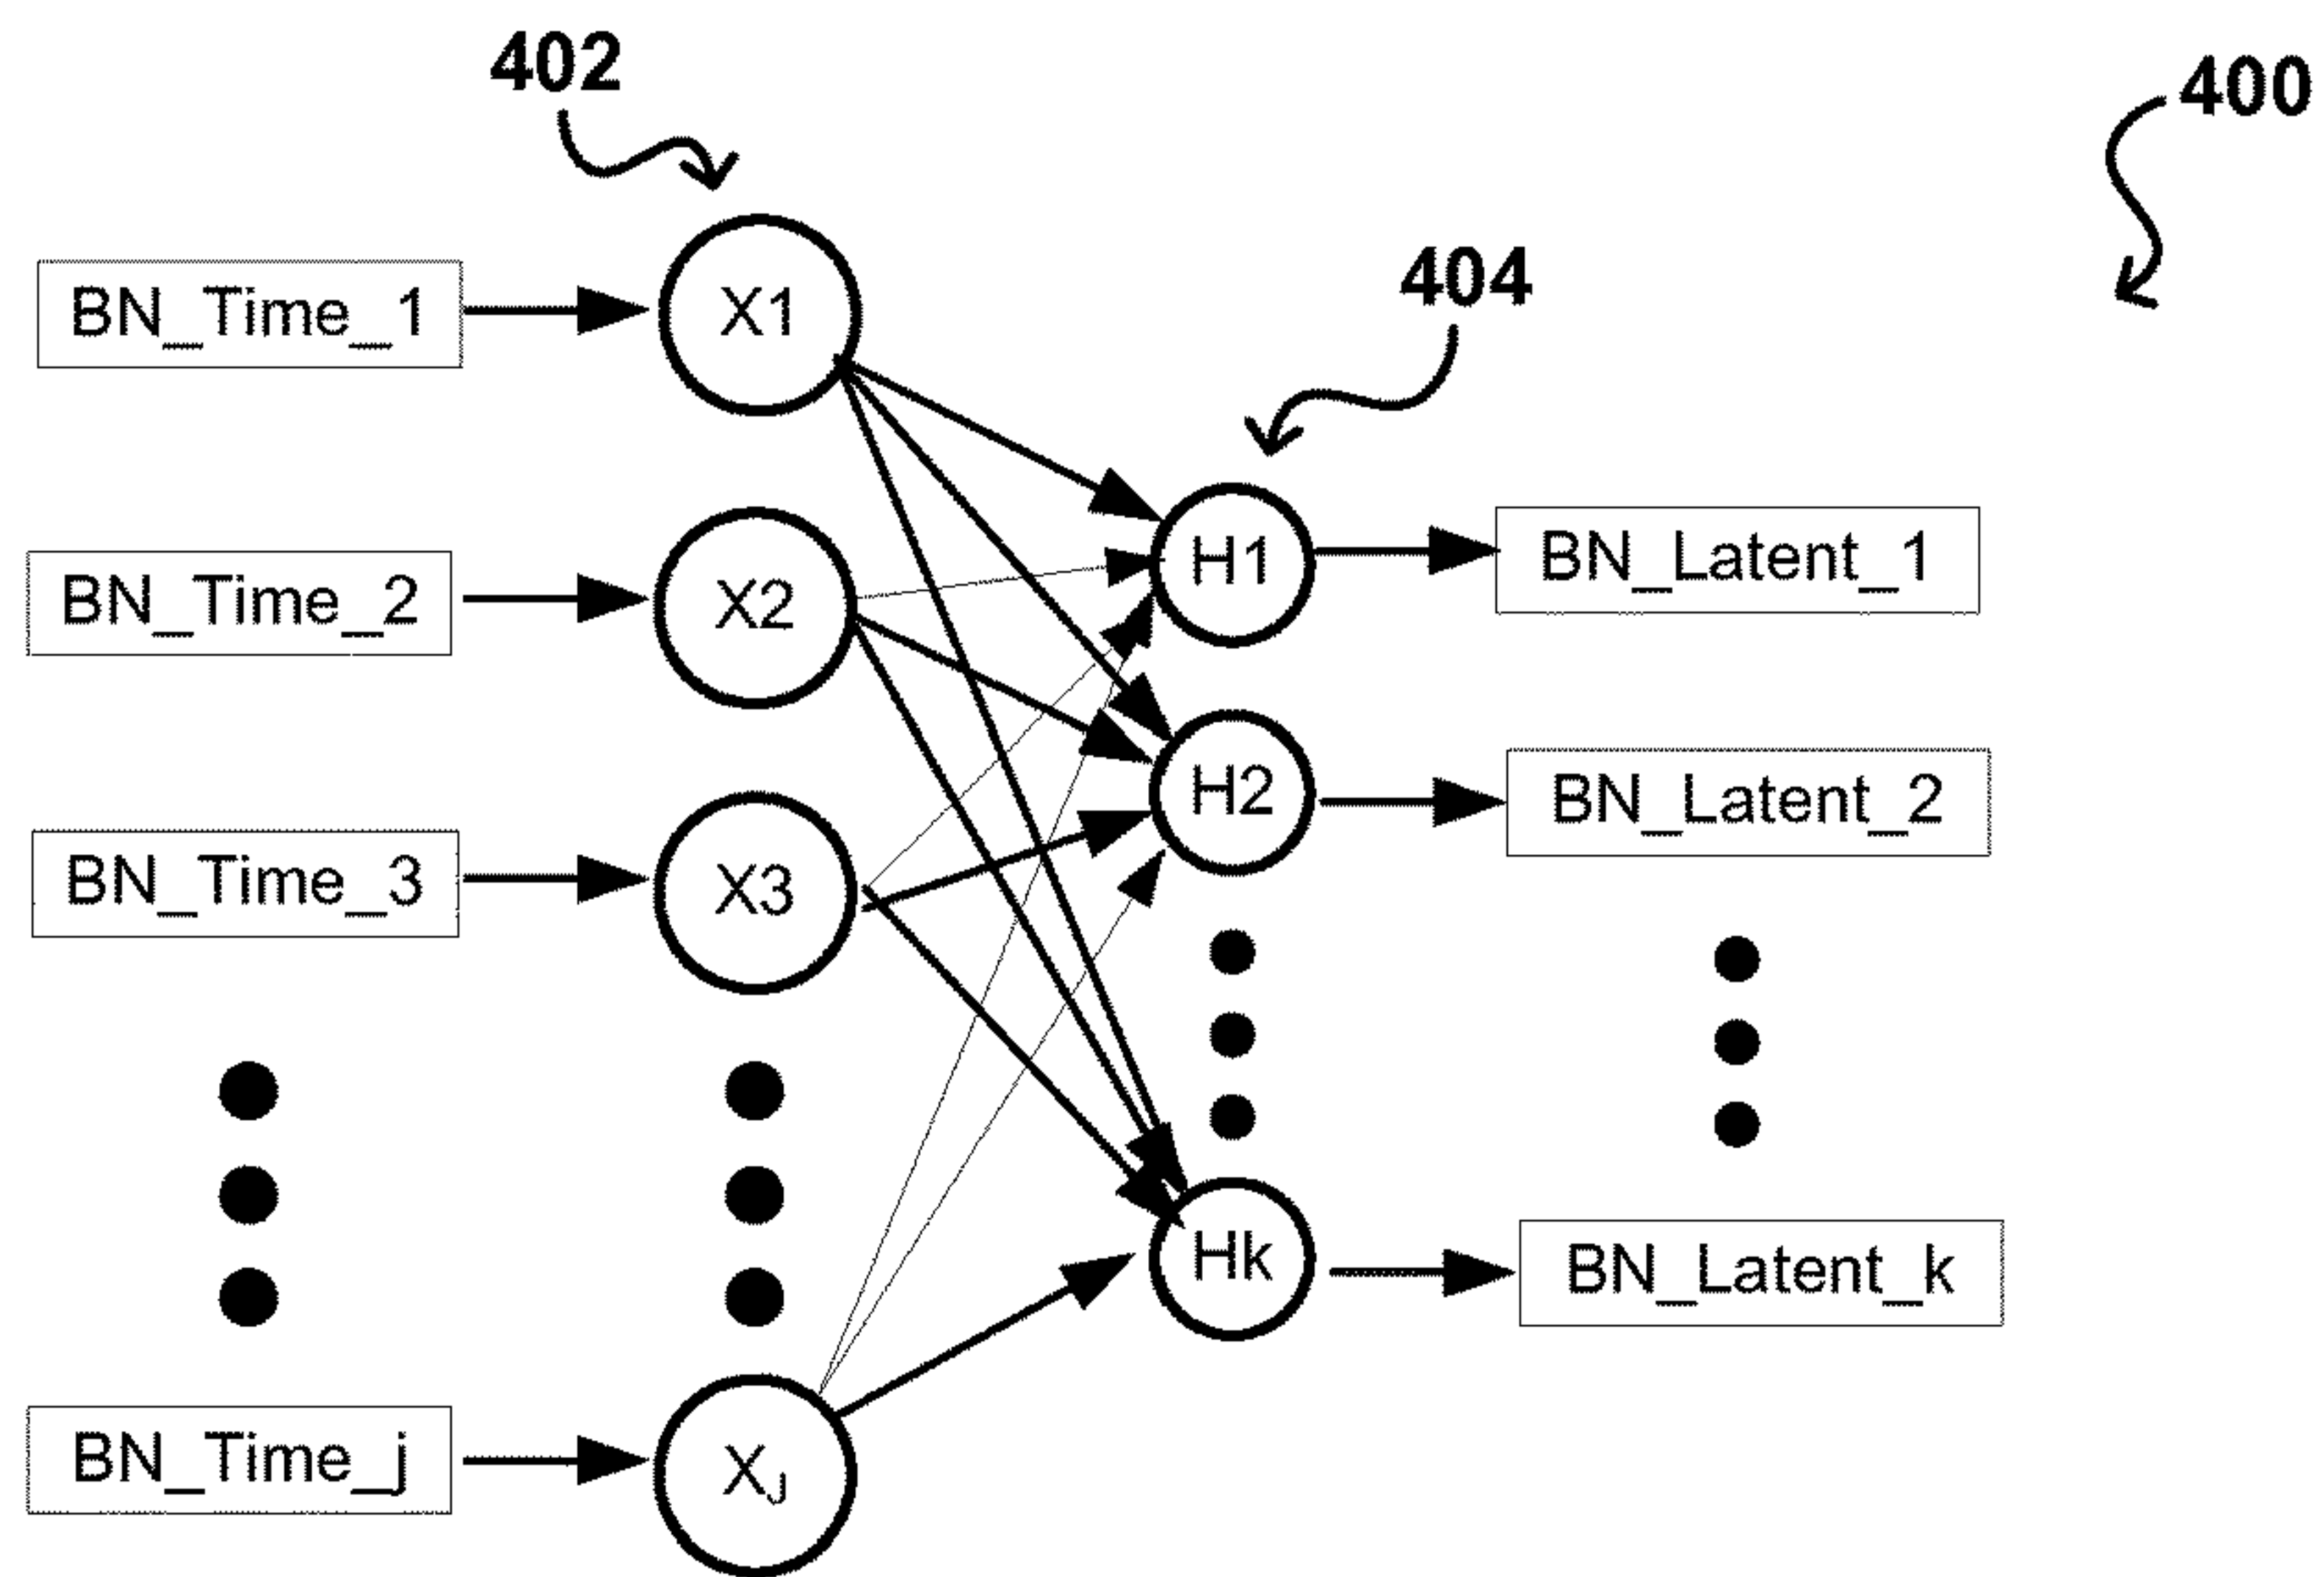 402
400
404
BN_Time_1
X1
BN_Time_2
X2
H1
BN_Latent_1
BN_Time_3
X3
H2
BN_Latent_2
Hk
BN_Latent_k
BN_Time_j
XJ